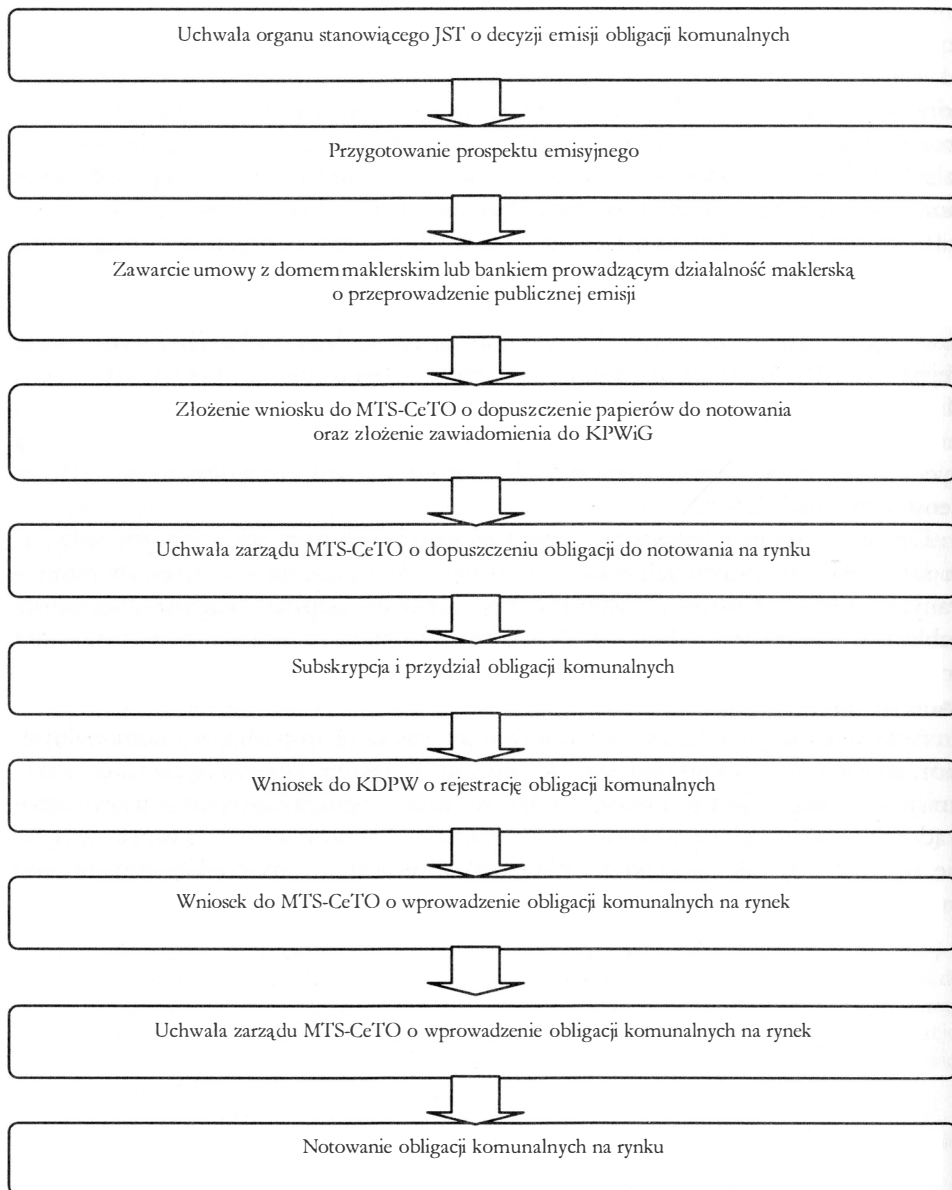 Uchwała organu stanowiącego JST o decyzji emisji obligacji komunalnych
Przygotowanie prospektu emisyjnego
Zawarcie umowy z domem maklerskim lub bankiem prowadzącym działalność maklerską
o przeprowadzenie publicznej emisji
Złożenie wniosku do MTS-CeTO o dopuszczenie papierów do notowania
oraz złożenie zawiadomienia do KPWiG
Uchwała zarządu MTS-CeTO o dopuszczeniu obligacji do notowania na rynku
Subskrypcja i przydział obligacji komunalnych
Wniosek do KDPW o rejestrację obligacji komunalnych
Wniosek do MTS-CeTO o wprowadzenie obligacji komunalnych na rynek
Uchwała zarządu MTS-CeTO o wprowadzenie obligacji komunalnych na rynek
Notowanie obligacji komunalnych na rynku